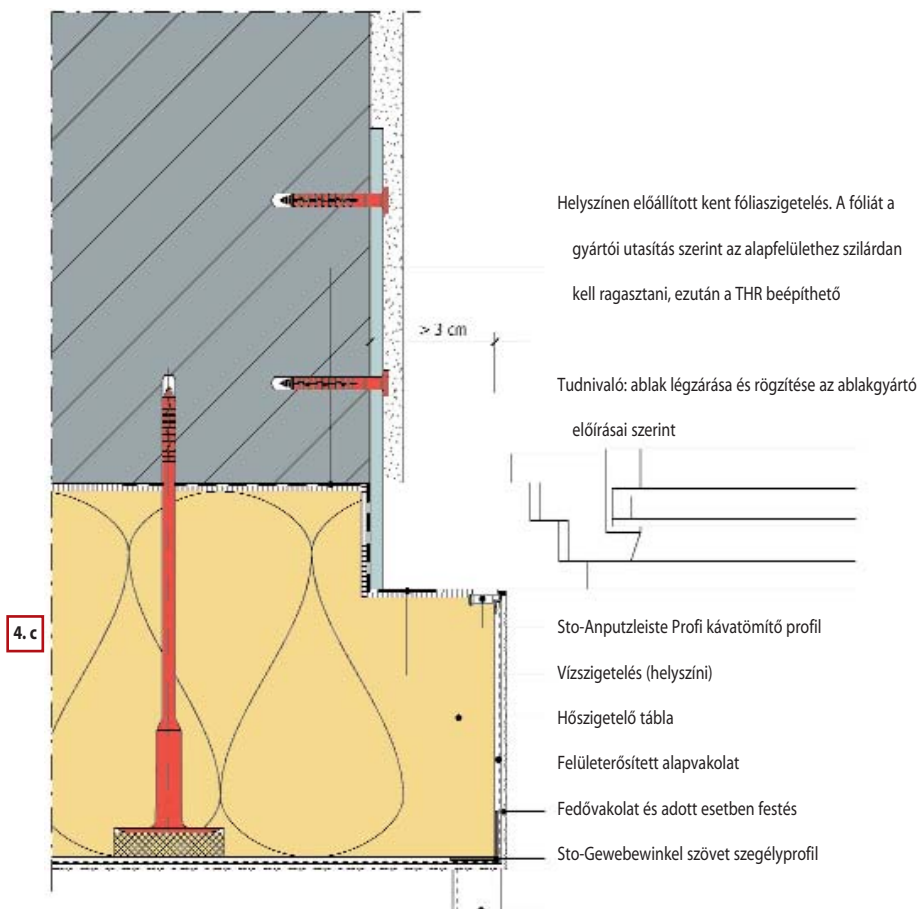 Helyszínen előállított kent fóliaszigetelés. A fóliát a
gyártói utasítás szerint az alapfelülethez szilárdan
kell ragasztani, ezután a THR beépíthető
> 3 cm
Tudnivaló: ablak légzárása és rögzítése az ablakgyártó
előírásai szerint
4. c
Sto-Anputzleiste Profi kávatömítő profil
Vízszigetelés (helyszíni)
Hőszigetelő tábla
Felületerősített alapvakolat
Fedővakolat és adott esetben festés
Sto-Gewebewinkel szövet szegélyprofil